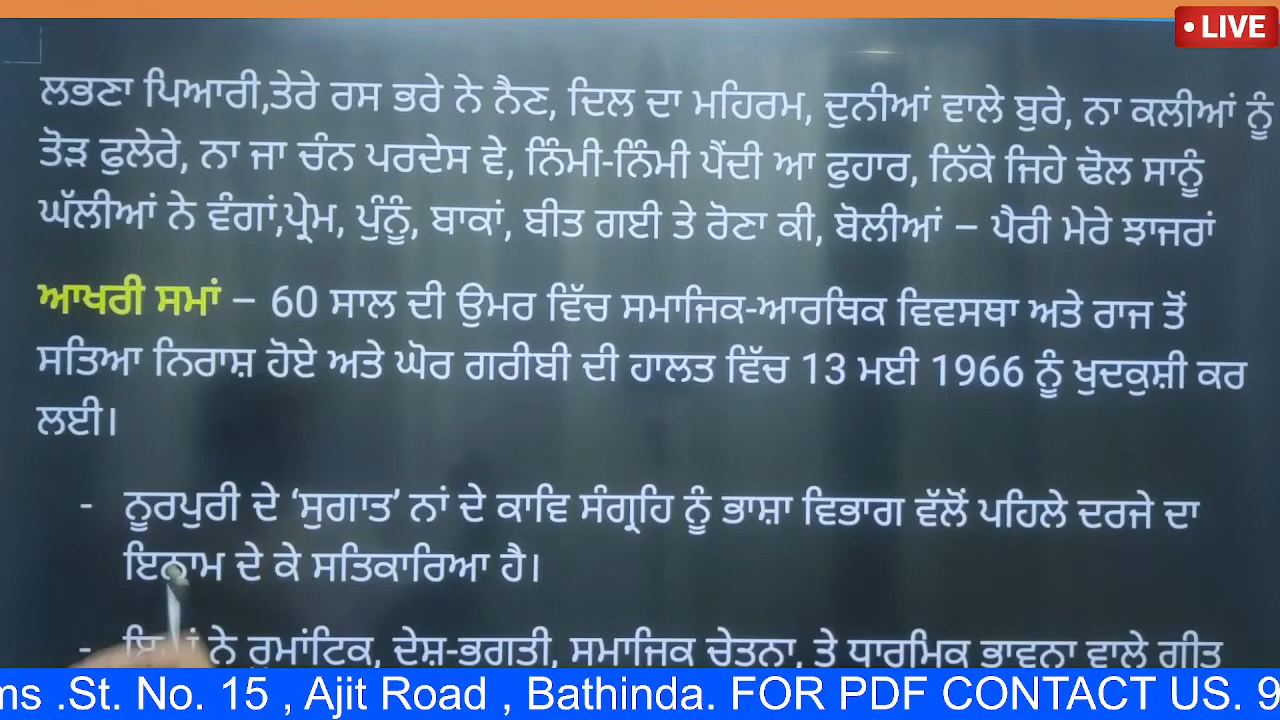 • LIVE
ਲਭਣਾ ਪਿਆਰੀ,ਤੇਰੇ ਰਸ ਭਰੇ ਨੇ ਨੈਣ, ਦਿਲ ਦਾ ਮਹਿਰਮ, ਦੁਨੀਆਂ ਵਾਲੇ ਬੁਰੇ, ਨਾ ਕਲੀਆਂ ਨੂੰ
ਤੋੜ ਫੁਲੇਰੇ, ਨਾ ਜਾ ਚੰਨ ਪਰਦੇਸ ਵੇ, ਨਿੰਮੀ-ਨਿੰਮੀ ਪੈਂਦੀ ਆ ਫੁਹਾਰ, ਨਿੱਕੇ ਜਿਹੇ ਢੋਲ ਸਾਨੂੰ
ਘੱਲੀਆਂ ਨੇ ਵੰਗਾਂ,ਪ੍ਰੇਮ, ਪੁੰਨੂੰ, ਬਾਕਾਂ, ਬੀਤ ਗਈ ਤੇ ਰੋਣਾ ਕੀ, ਬੋਲੀਆਂ – ਪੈਰੀ ਮੇਰੇ ਝਾਜਰਾਂ
ਆਖਰੀ ਸਮਾਂ – 60 ਸਾਲ ਦੀ ਉਮਰ ਵਿੱਚ ਸਮਾਜਿਕ-ਆਰਥਿਕ ਵਿਵਸਥਾ ਅਤੇ ਰਾਜ ਤੋਂ
ਸਤਿਆ ਨਿਰਾਸ਼ ਹੋਏ ਅਤੇ ਘੋਰ ਗਰੀਬੀ ਦੀ ਹਾਲਤ ਵਿੱਚ 13 ਮਈ 1966 ਨੂੰ ਖੁਦਕੁਸ਼ੀ ਕਰ
ਲਈ।
- ਨੂਰਪੁਰੀ ਦੇ ‘ਸੁਗਾਤ’ ਨਾਂ ਦੇ ਕਾਵਿ ਸੰਗ੍ਰਹਿ ਨੂੰ ਭਾਸ਼ਾ ਵਿਭਾਗ ਵੱਲੋਂ ਪਹਿਲੇ ਦਰਜੇ ਦਾ
ਇਨਾਮ ਦੇ ਕੇ ਸਤਿਕਾਰਿਆ ਹੈ।
- ਨੇ ਰੁਮਾਂਟਿਕ, ਦੇਸ਼-ਭਗਤੀ, ਸਮਾਜਿਕ ਚੇਤਨਾ, ਤੇ ਧਾਰਮਿਕ ਭਾਵਨਾ ਵਾਲੇ ਗੀਤ
ms .St. No. 15 , Ajit Road , Bathinda. FOR PDF CONTACT US. 9